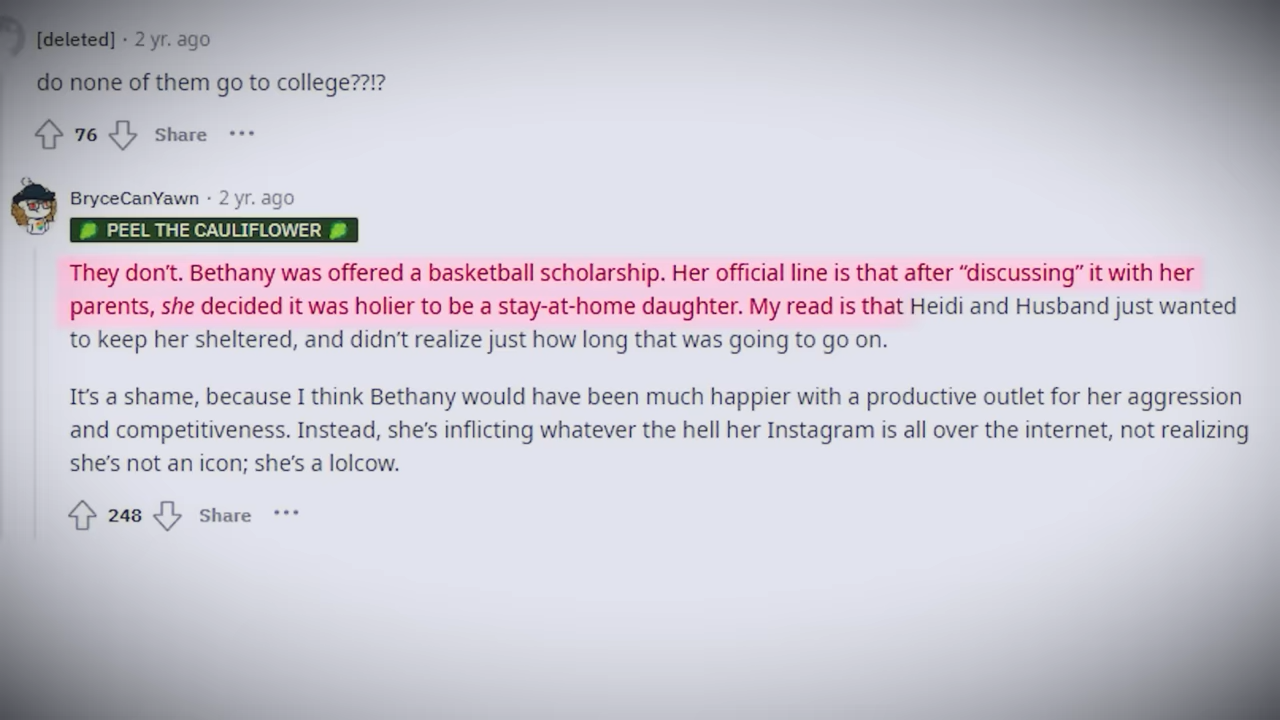 [deleted] · 2 yr. ago
do none of them go to college??!?
76 Share ···
BryceCanYawn · 2 yr. ago
PEEL THE CAULIFLOWER
They don’t. Bethany was offered a basketball scholarship. Her official line is that after “discussing” it with her
parents, she decided it was holier to be a stay-at-home daughter. My read is that Heidi and Husband just wanted
to keep her sheltered, and didn’t realize just how long that was going to go on.
It’s a shame, because I think Bethany would have been much happier with a productive outlet for her aggression
and competitiveness. Instead, she’s inflicting whatever the hell her Instagram is all over the internet, not realizing
she’s not an icon; she’s a lolcow.
248 Share ···